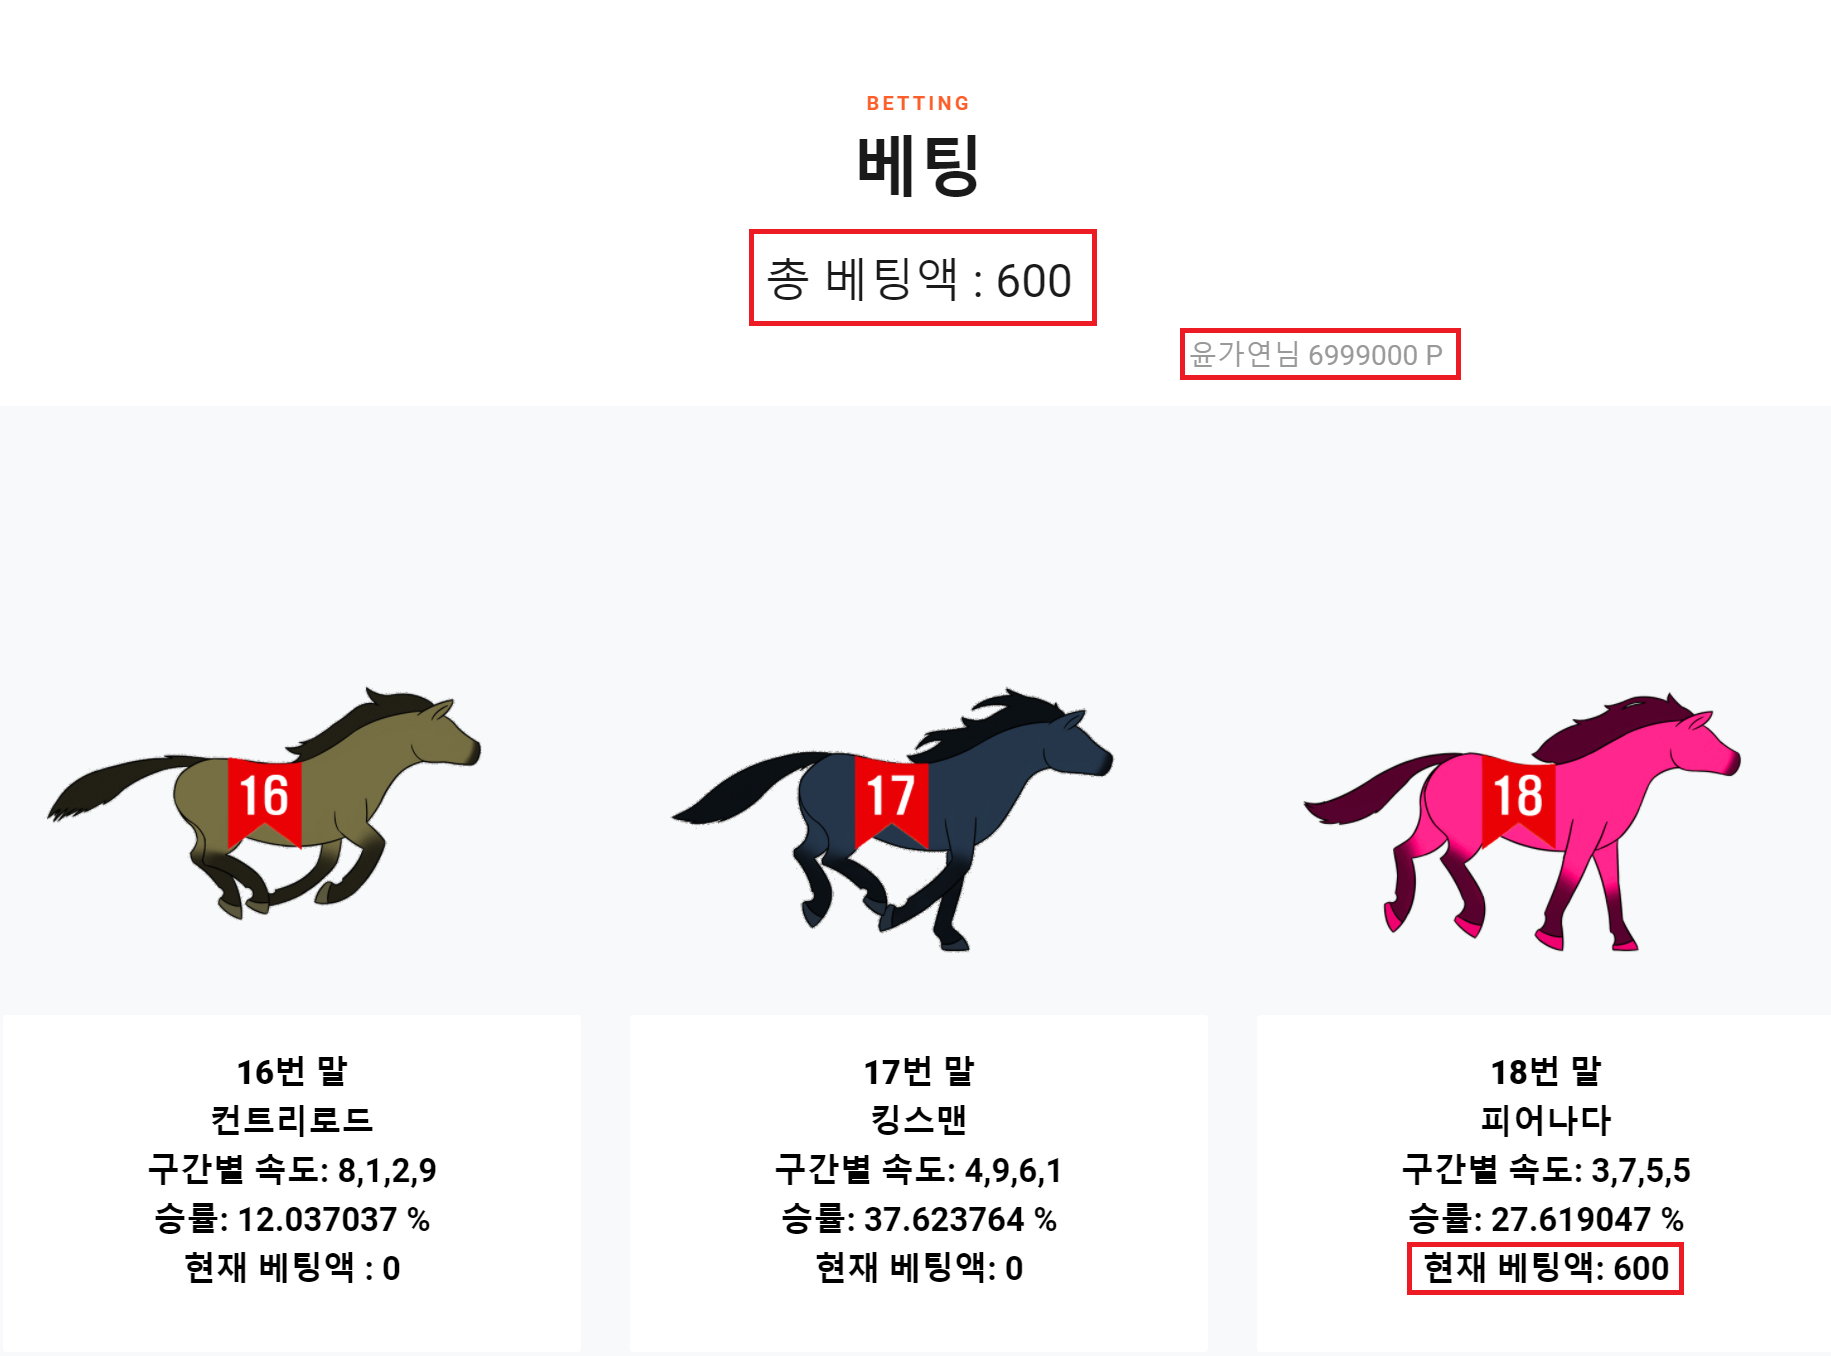 BETTING
베팅
총 베팅액 : 600
윤가연님 6999000 P
16
17
18
16번 말
컨트리로드
구간별 속도: 8,1,2,9
승률: 12.037037 %
현재 베팅액 : 0
17번 말
킹스맨
구간별 속도: 4,9,6,1
승률: 37.623764 %
현재 베팅액: 0
18번 말
피어나다
구간별 속도: 3,7,5,5
승률: 27.619047 %
현재 베팅액: 600